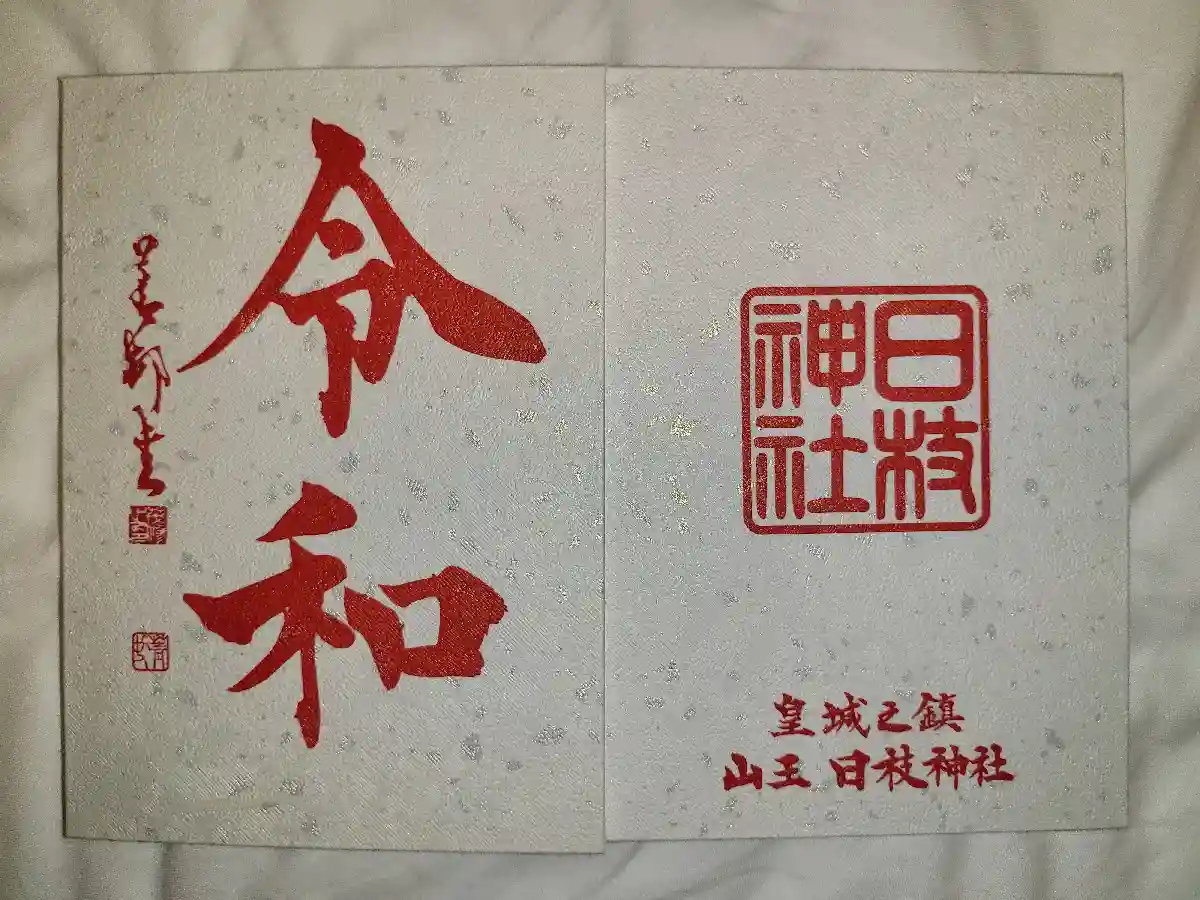 令和
日枝
神社
皇城之鎮
山王 日枝神社